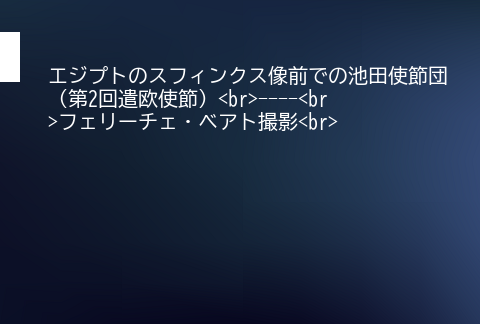 エジプトのスフィンクス像前での池田使節団
（第2回遣欧使節）<br>----<br
>フェリーチェ・ベアト撮影<br>